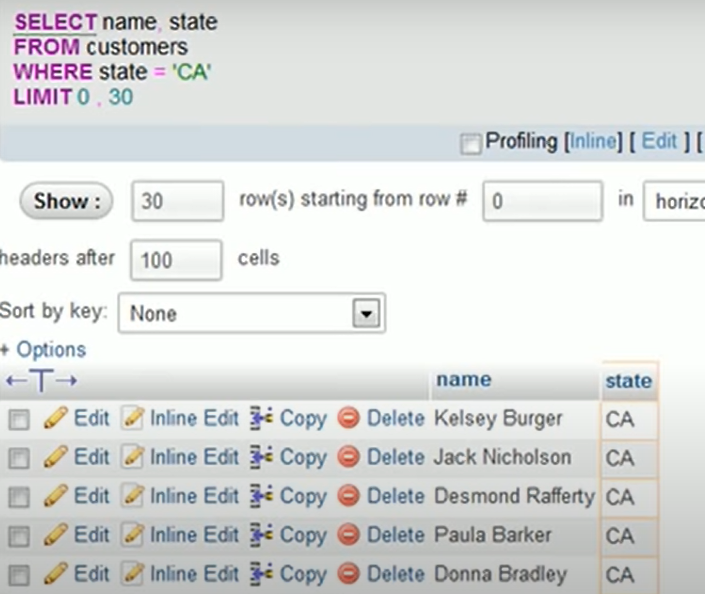 SELECT name, state
FROM customers
WHERE state = 'CA'
LIMIT 0 , 30
Profiling [Inline] [ Edit ] [
Show : 30 row(s) starting from row # 0 in horizo
headers after 100 cells
Sort by key: None
+ Options
←T→ name state
Edit Inline Edit Copy Delete Kelsey Burger CA
Edit Inline Edit Copy Delete Jack Nicholson CA
Edit Inline Edit Copy Delete Desmond Rafferty CA
Edit Inline Edit Copy Delete Paula Barker CA
Edit Inline Edit Copy Delete Donna Bradley CA